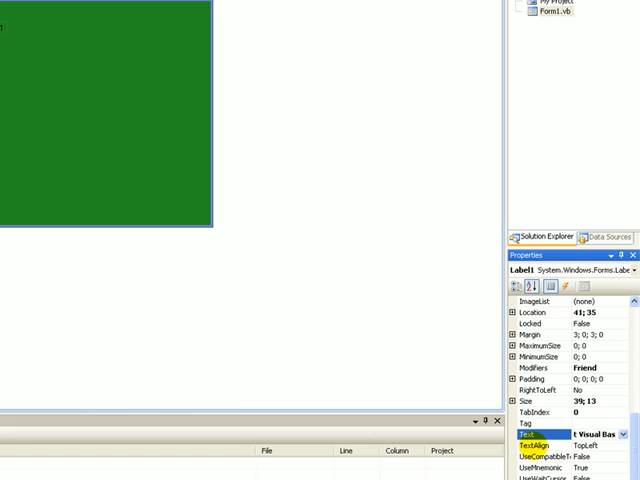 My Project
Form1.vb
Solution Explorer Data Sources
Properties
Label1 System.Windows.Forms.Labe
ImageList (none)
Location 41; 35
Locked False
Margin 3; 0; 3; 0
MaximumSize 0; 0
MinimumSize 0; 0
Modifiers Friend
Padding 0; 0; 0; 0
RightToLeft No
Size 39; 13
TabIndex 0
Tag
Text t Visual Bas
TextAlign TopLeft
UseCompatibleTe False
UseMnemonic True
UseWaitCursor False
File Line Column Project